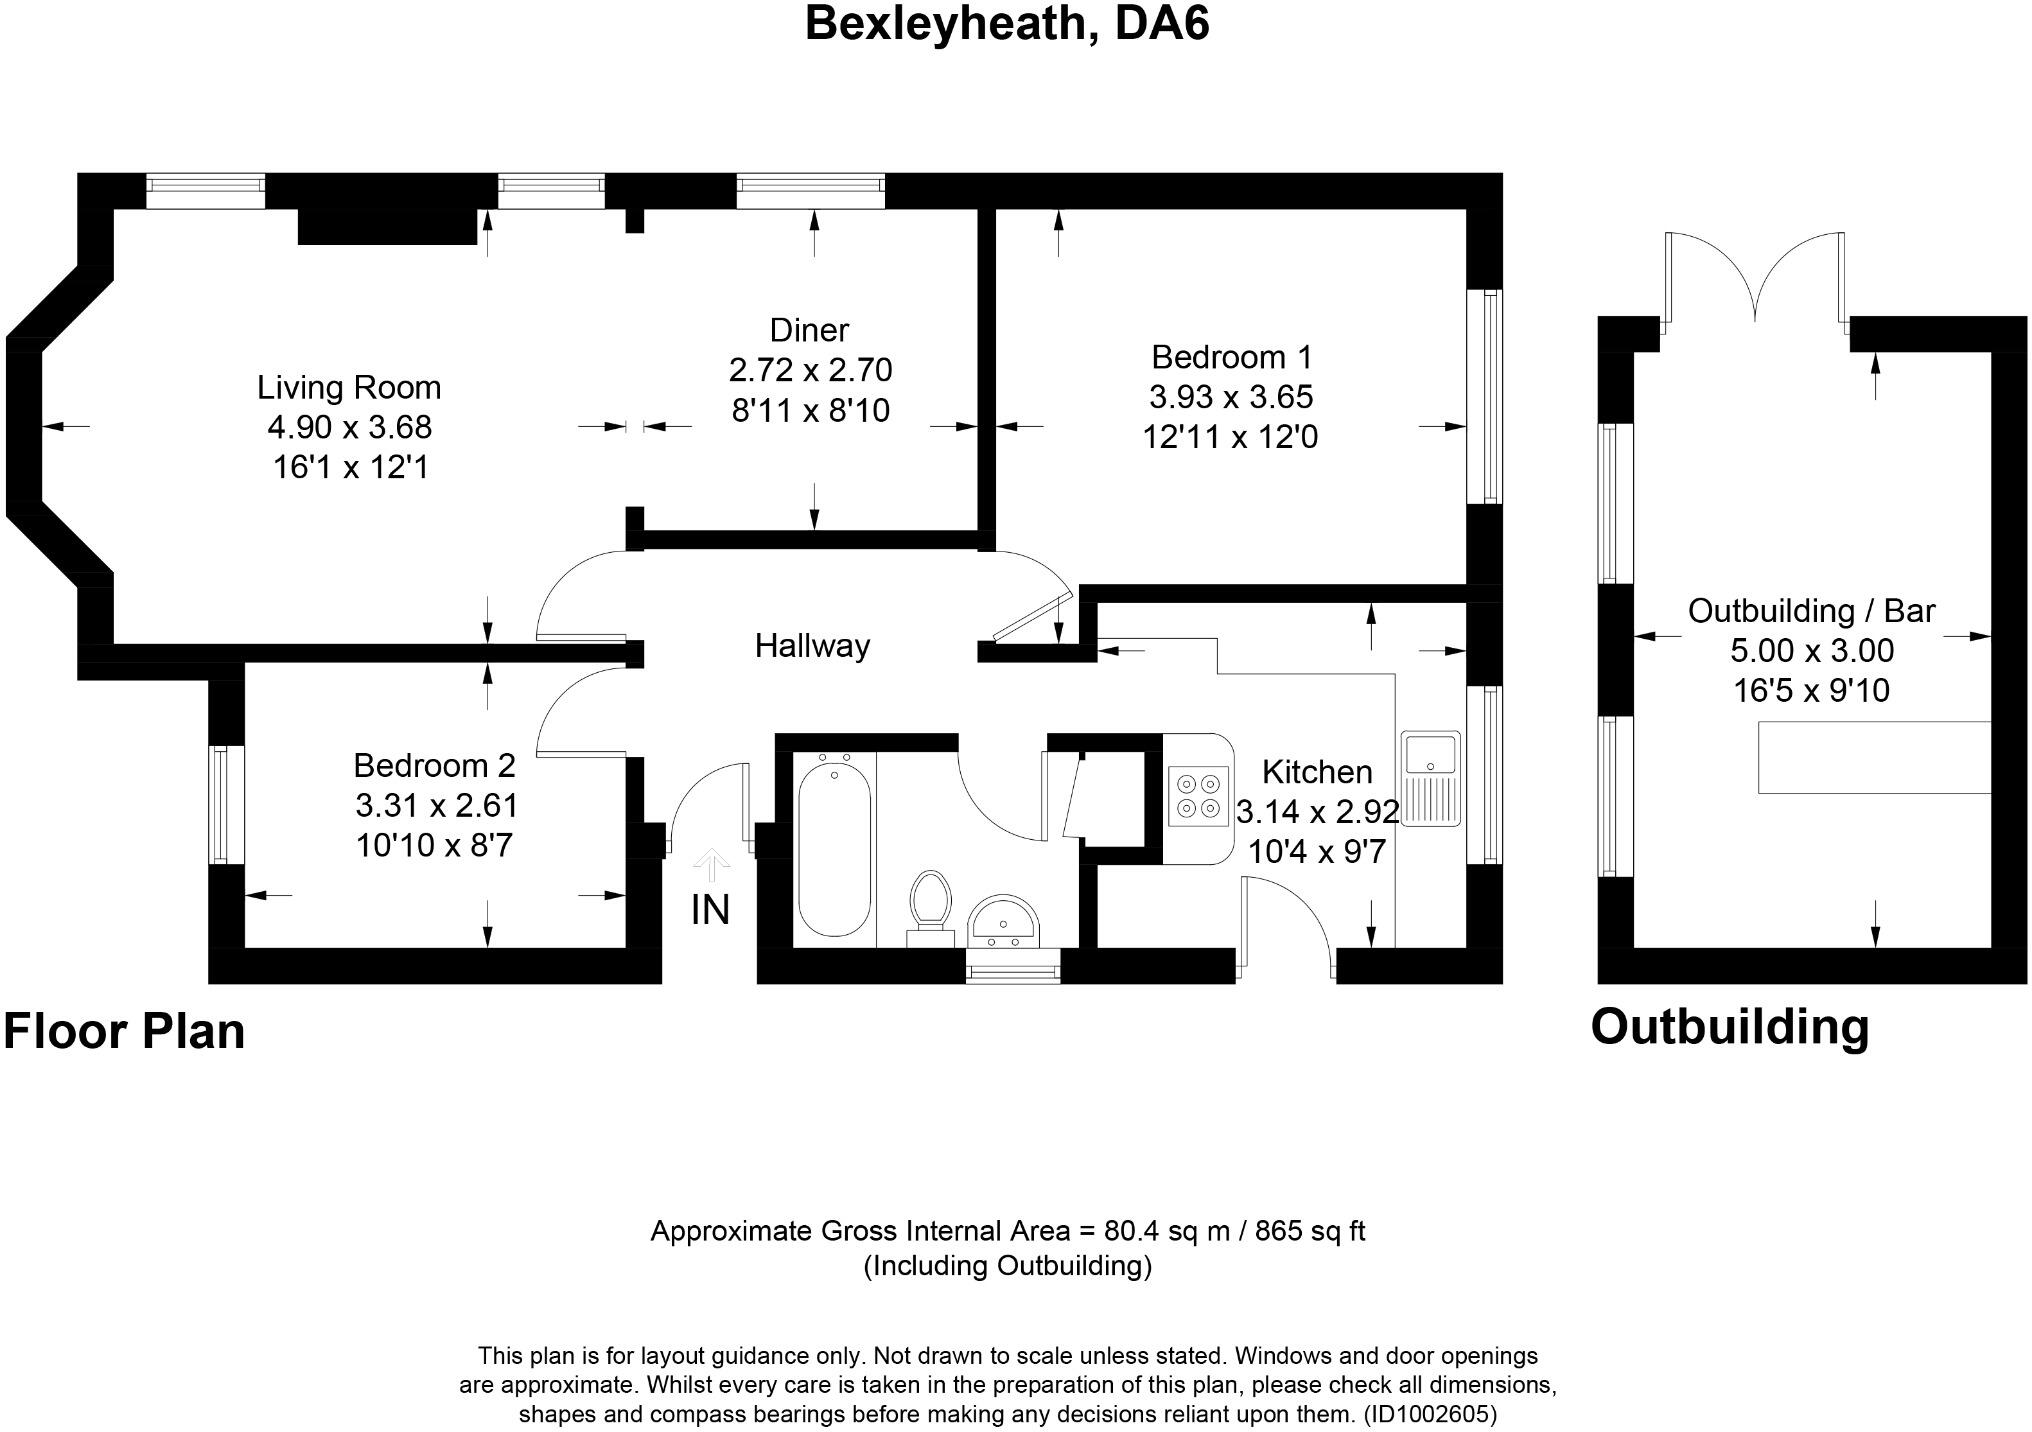 Bexleyheath, DA6
Living Room
4.90 x 3.68
16'1 x 12'1
Diner
2.72 x 2.70
8'11 x 8'10
Bedroom 1
3.93 x 3.65
12'11 x 12'0
Hallway
Bedroom 2
3.31 x 2.61
10'10 x 8'7
IN
Kitchen
3.14 x 2.92
10'4 x 9'7
Outbuilding / Bar
5.00 x 3.00
16'5 x 9'10
Floor Plan
Outbuilding
Approximate Gross Internal Area = 80.4 sq m / 865 sq ft
(Including Outbuilding)
This plan is for layout guidance only. Not drawn to scale unless stated. Windows and door openings
are approximate. Whilst every care is taken in the preparation of this plan, please check all dimensions,
shapes and compass bearings before making any decisions reliant upon them. (ID1002605)